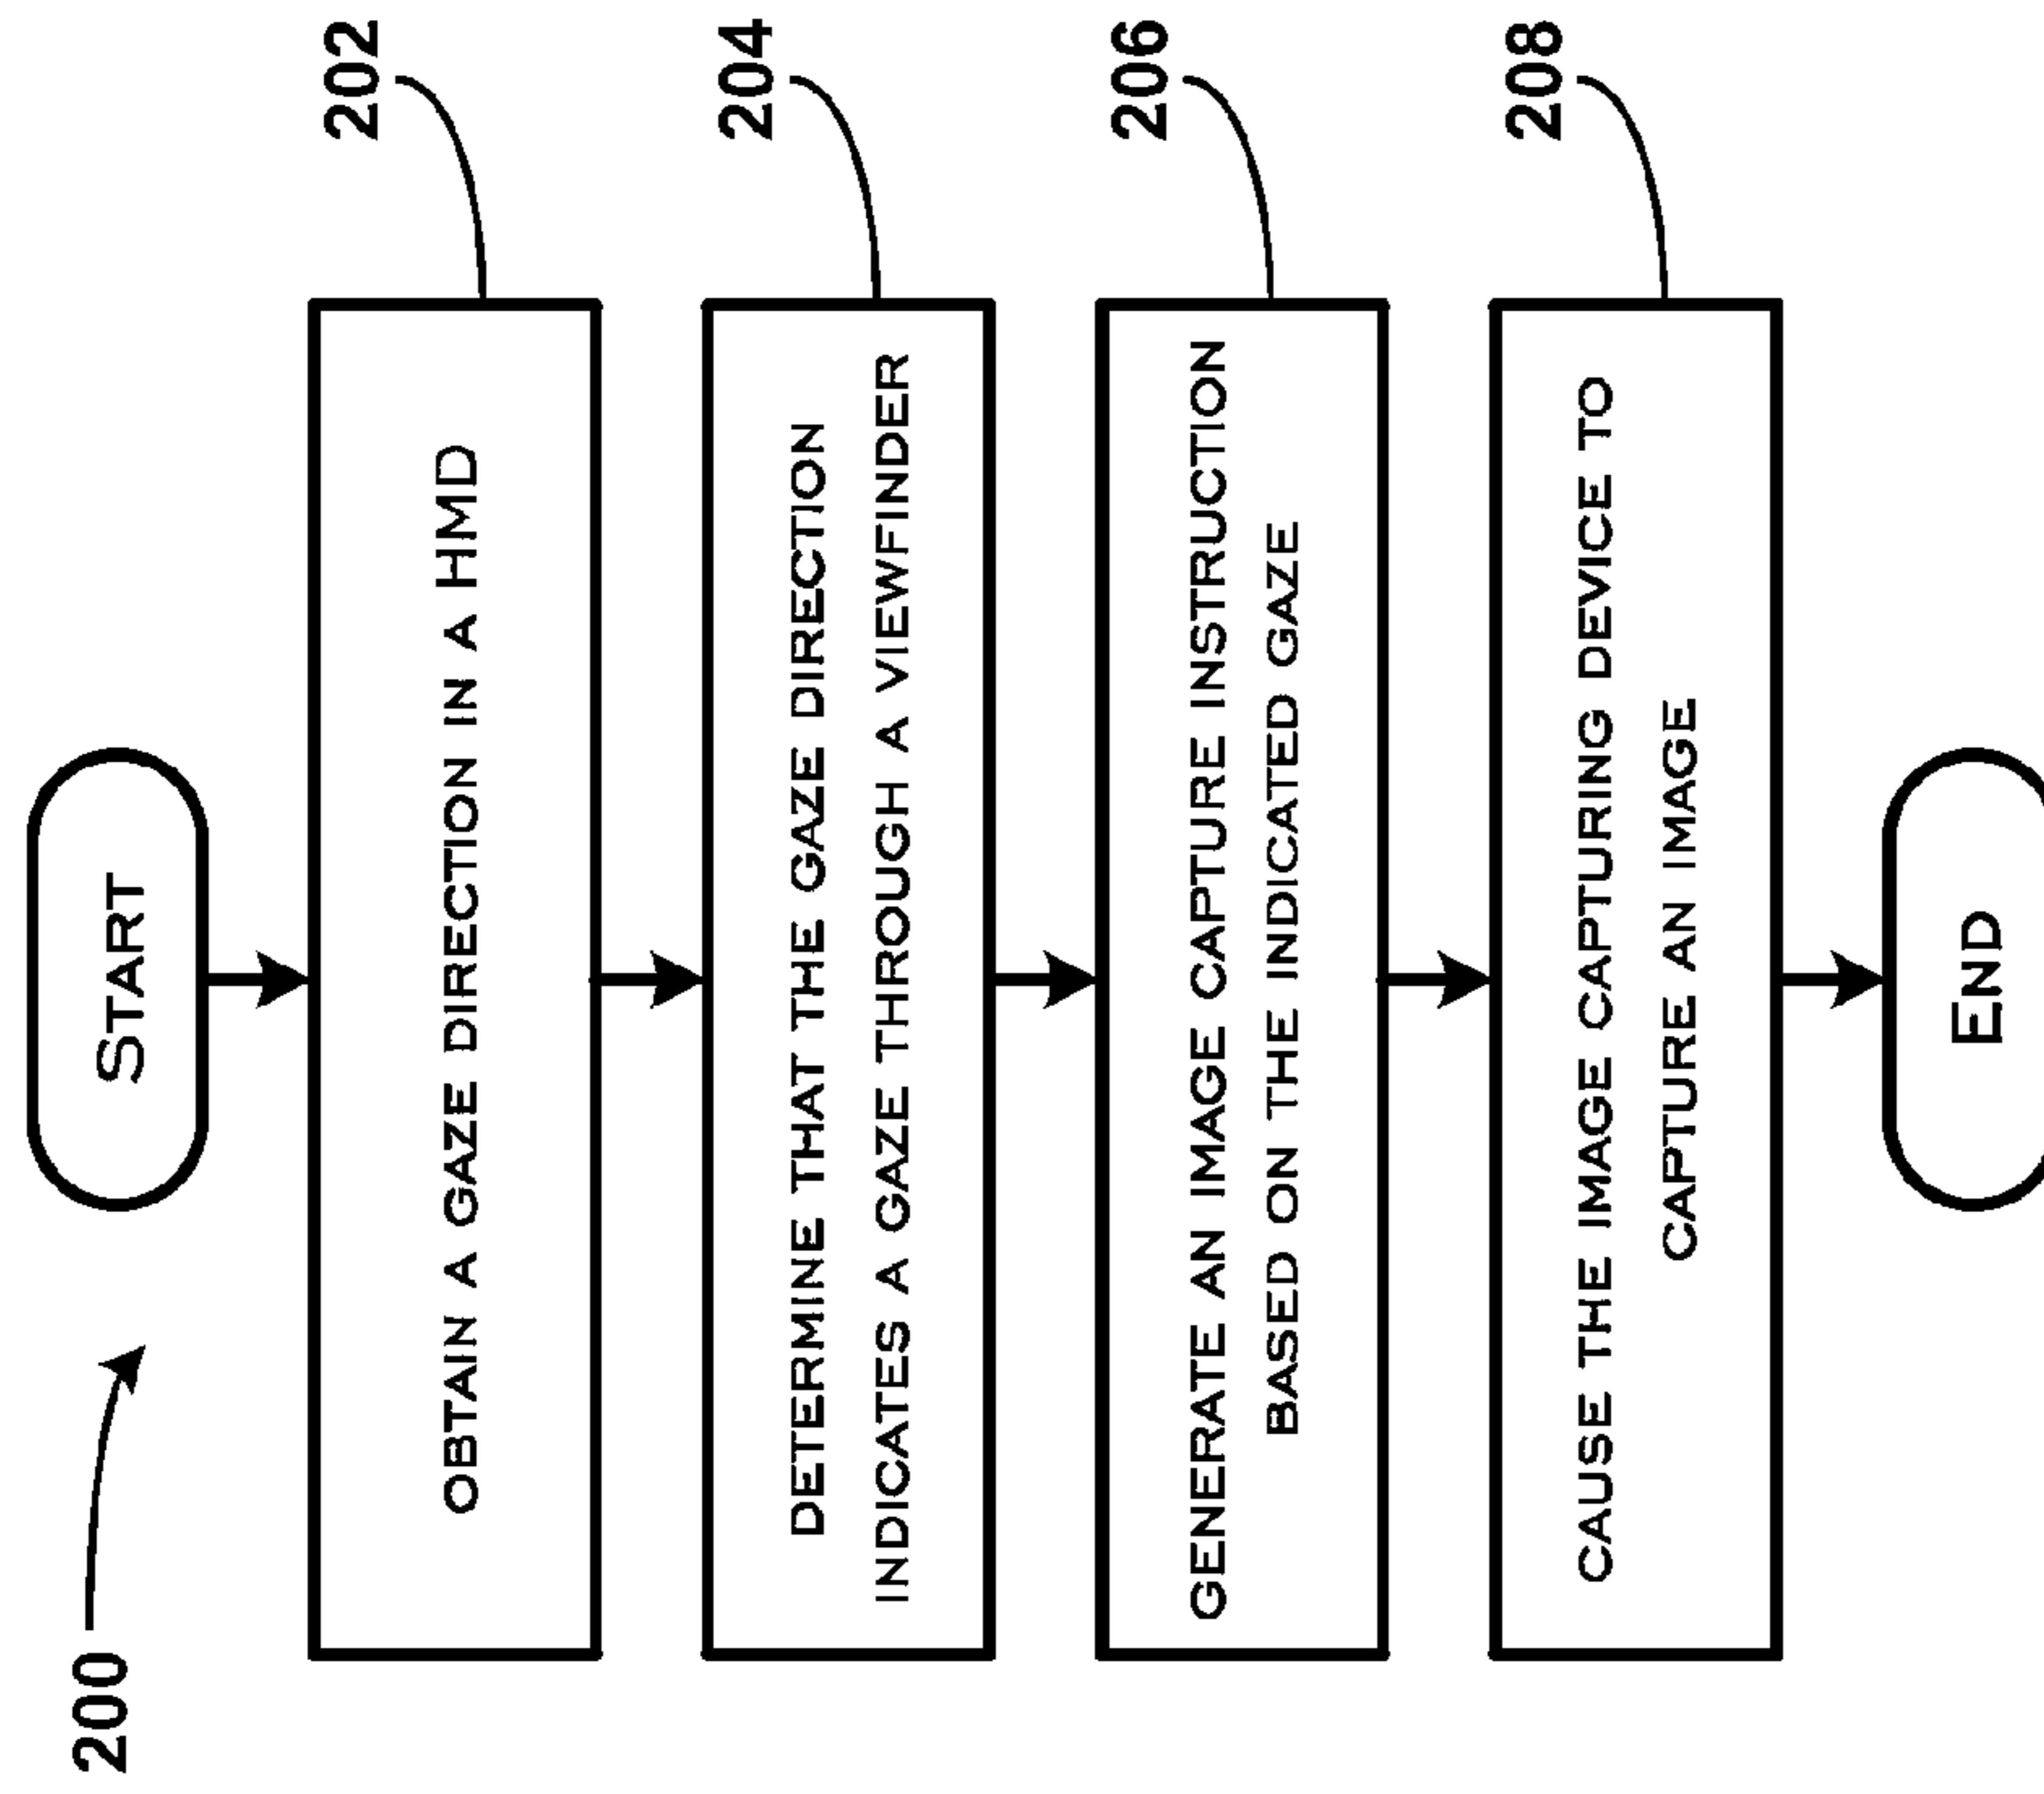 200
START
OBTAIN A GAZE DIRECTION IN A HMD
202
DETERMINE THAT THE GAZE DIRECTION
INDICATES A GAZE THROUGH A VIEWFINDER
204
GENERATE AN IMAGE CAPTURE INSTRUCTION
BASED ON THE INDICATED GAZE
206
CAUSE THE IMAGE CAPTURING DEVICE TO
CAPTURE AN IMAGE
208
END